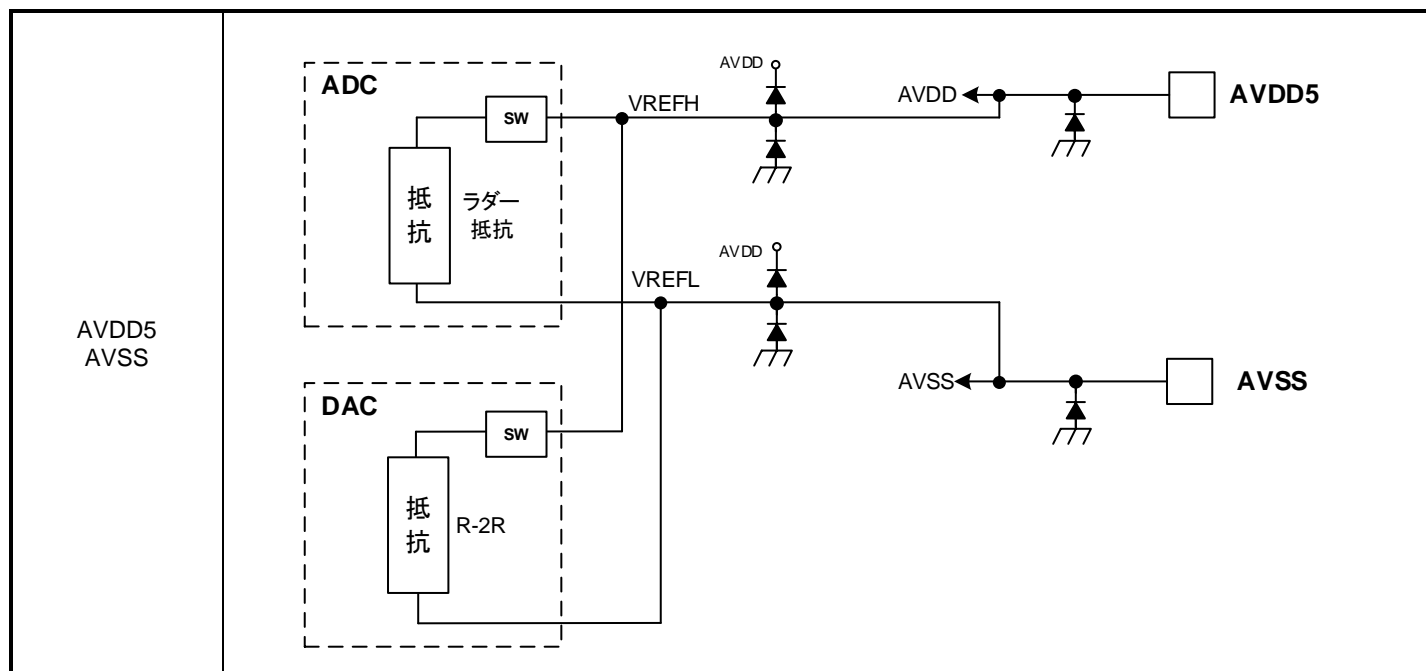 AVDD5
AVSS
ADC
SW
抵
抗
ラダー
抵抗
VREFH
AVDD
AVDD
AVDD5
VREFL
AVDD
AVSS
AVSS
DAC
SW
抵
抗
R-2R